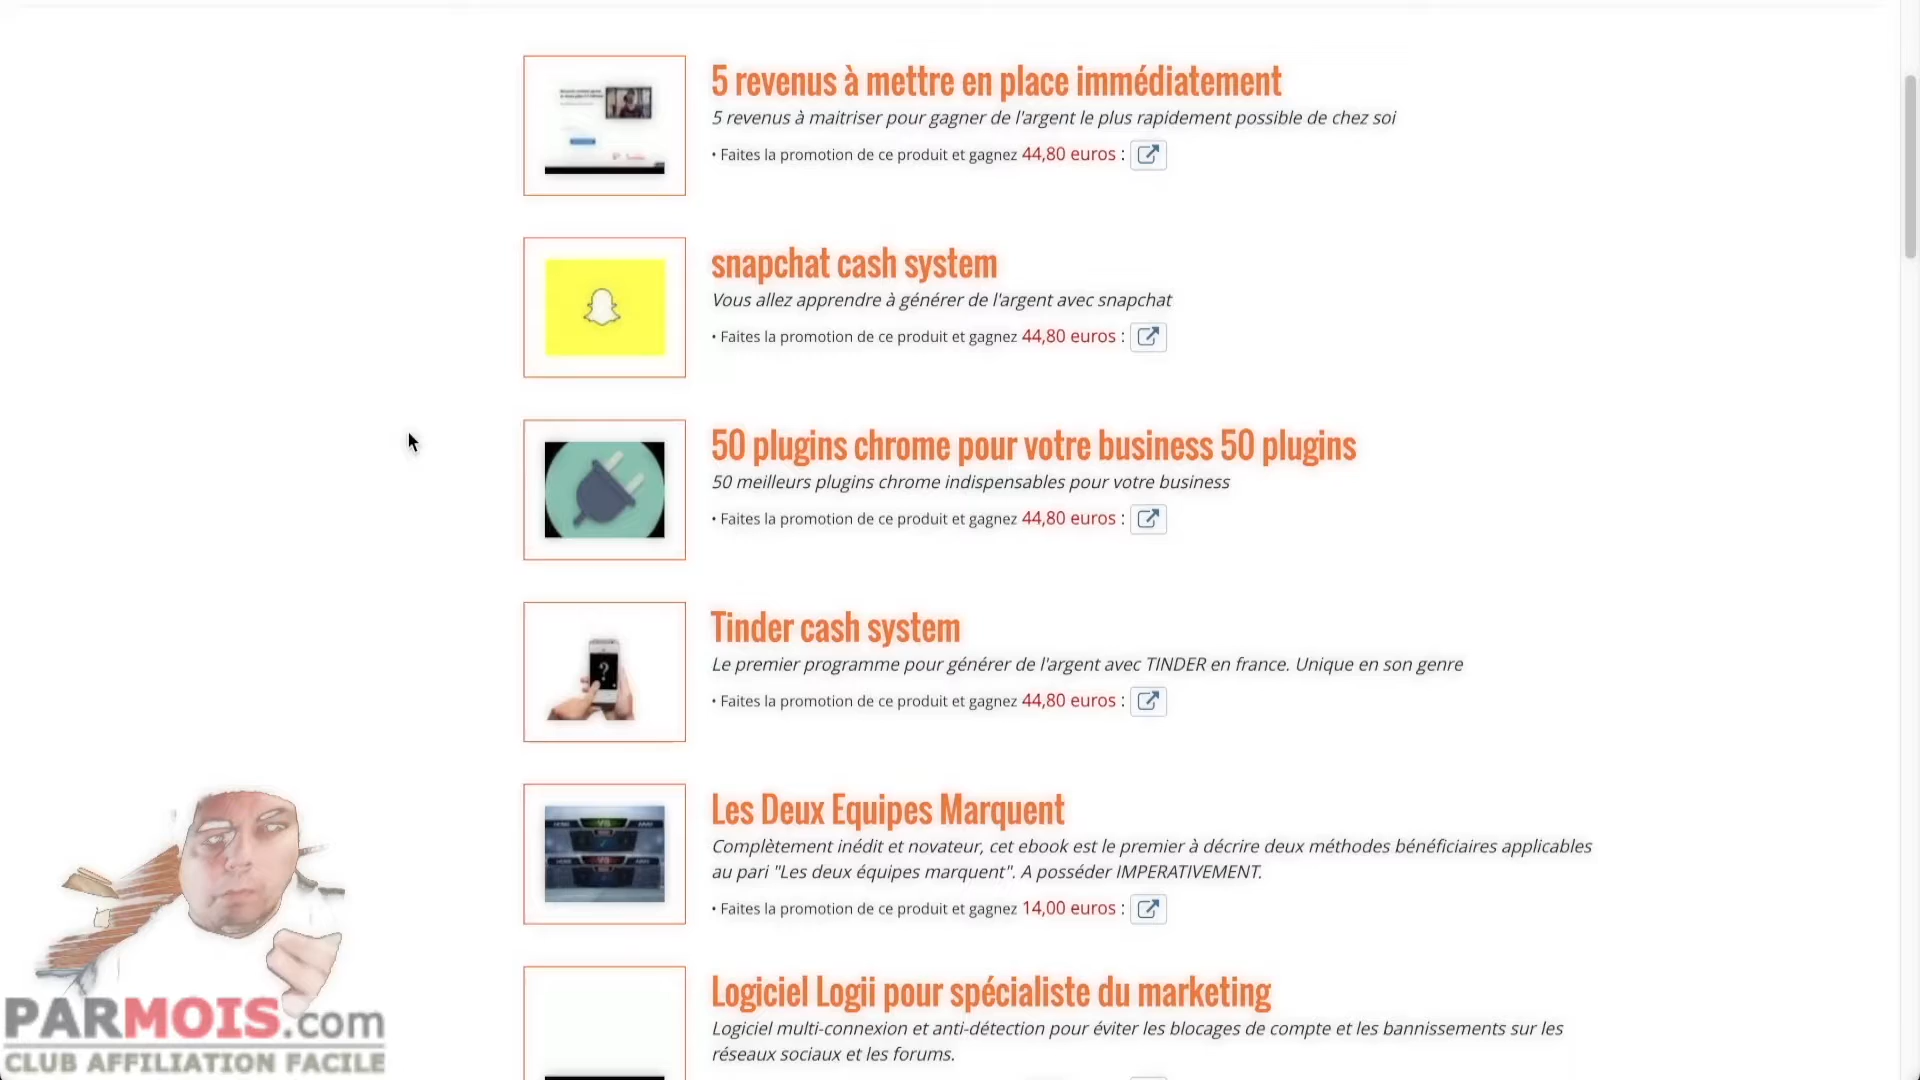 5 revenus à mettre en place immédiatement
5 revenus à maitriser pour gagner de l'argent le plus rapidement possible de chez soi
• Faites la promotion de ce produit et gagnez 44,80 euros :
snapchat cash system
Vous allez apprendre à générer de l'argent avec snapchat
• Faites la promotion de ce produit et gagnez 44,80 euros :
50 plugins chrome pour votre business 50 plugins
50 meilleurs plugins chrome indispensables pour votre business
• Faites la promotion de ce produit et gagnez 44,80 euros :
Tinder cash system
Le premier programme pour générer de l'argent avec TINDER en france. Unique en son genre
• Faites la promotion de ce produit et gagnez 44,80 euros :
Les Deux Equipes Marquent
Complètement inédit et novateur, cet ebook est le premier à décrire deux méthodes bénéficiaires applicables
au pari "Les deux équipes marquent". A posséder IMPERATIVEMENT.
• Faites la promotion de ce produit et gagnez 14,00 euros :
Logiciel Logii pour spécialiste du marketing
Logiciel multi-connexion et anti-détection pour éviter les blocages de compte et les bannissements sur les
réseaux sociaux et les forums.
PARMOIS.com
CLUB AFFILIATION FACILE